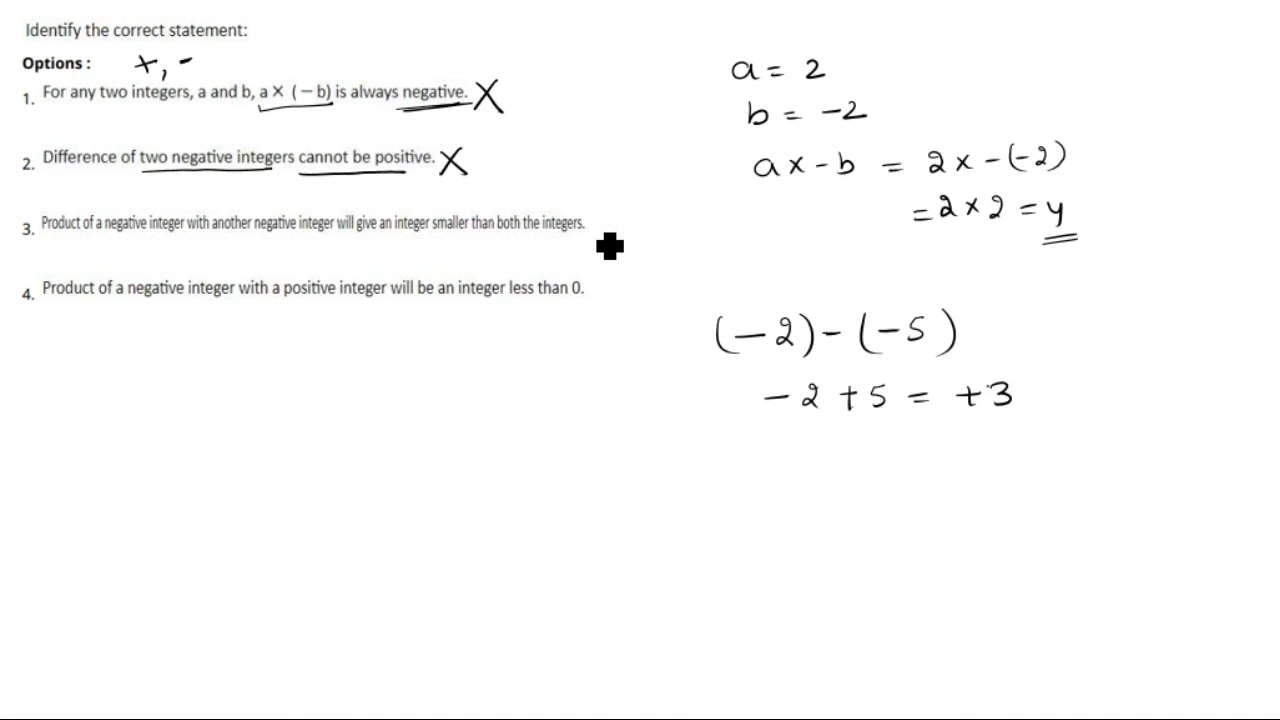 Identify the correct statement:
Options :
+, -
1. For any two integers, a and b, a × (− b) is always negative. X
2. Difference of two negative integers cannot be positive. X
3. Product of a negative integer with another negative integer will give an integer smaller than both the integers.
4. Product of a negative integer with a positive integer will be an integer less than 0.
a = 2
b = -2
a x - b = 2 x - (-2)
= 2 x 2 = 4
(-2) - (-5)
- 2 + 5 = +3